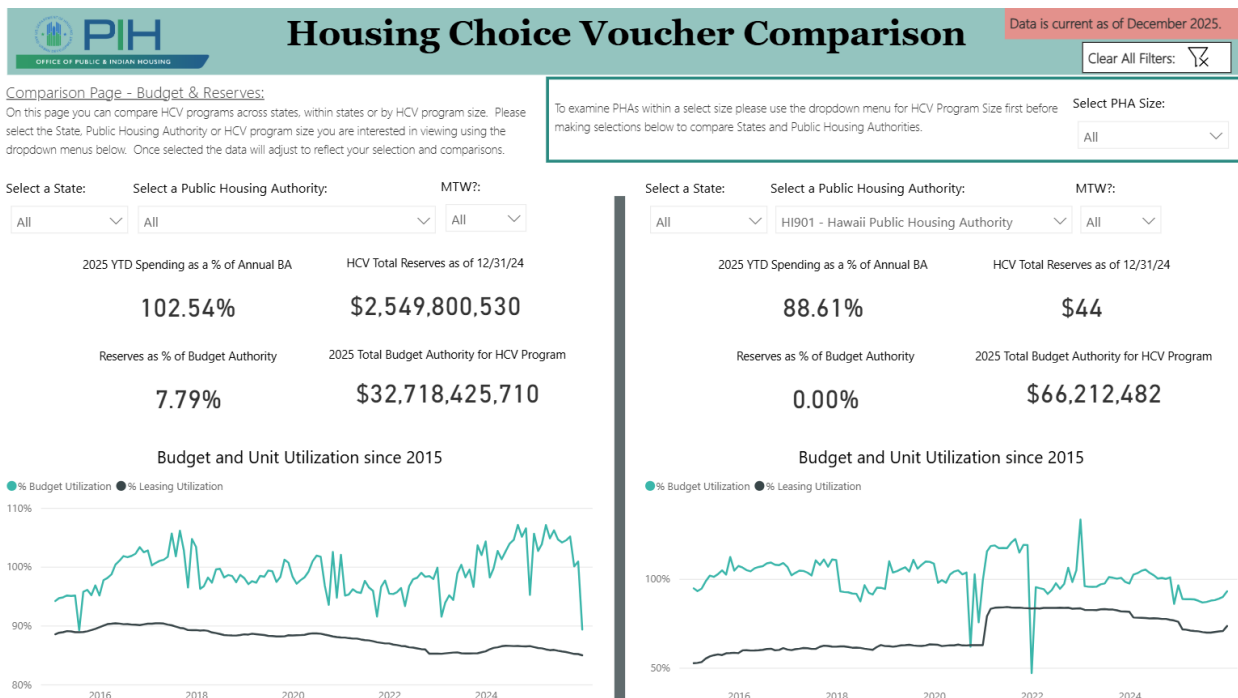 PIH
OFFICE OF PUBLIC & INDIAN HOUSING
Housing Choice Voucher Comparison
Data is current as of December 2025.
Clear All Filters:
Comparison Page - Budget & Reserves:
On this page you can compare HCV programs across states, within states or by HCV program size. Please
select the State, Public Housing Authority or HCV program size you are interested in viewing using the
dropdown menus below. Once selected the data will adjust to reflect your selection and comparisons.
To examine PHAs within a select size please use the dropdown menu for HCV Program Size first before
making selections below to compare States and Public Housing Authorities.
Select PHA Size:
All
Select a State:
Select a Public Housing Authority:
MTW?:
All
All
All
2025 YTD Spending as a % of Annual BA
HCV Total Reserves as of 12/31/24
102.54%
$2,549,800,530
Reserves as % of Budget Authority
2025 Total Budget Authority for HCV Program
7.79%
$32,718,425,710
Budget and Unit Utilization since 2015
% Budget Utilization
% Leasing Utilization
110%
100%
90%
80%
2016
2018
2020
2022
2024
Select a State:
Select a Public Housing Authority:
MTW?:
All
HI901 - Hawaii Public Housing Authority
All
2025 YTD Spending as a % of Annual BA
HCV Total Reserves as of 12/31/24
88.61%
$44
Reserves as % of Budget Authority
2025 Total Budget Authority for HCV Program
0.00%
$66,212,482
Budget and Unit Utilization since 2015
% Budget Utilization
% Leasing Utilization
100%
50%
2016
2018
2020
2022
2024